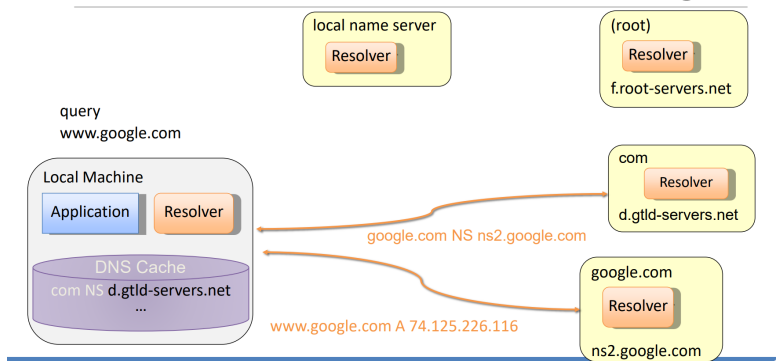 local name server
Resolver
(root)
Resolver
f.root-servers.net
query
www.google.com
Local Machine
Application
Resolver
DNS Cache
com NS d.gtld-servers.net
...
com
Resolver
d.gtld-servers.net
google.com NS ns2.google.com
google.com
Resolver
ns2.google.com
www.google.com A 74.125.226.116